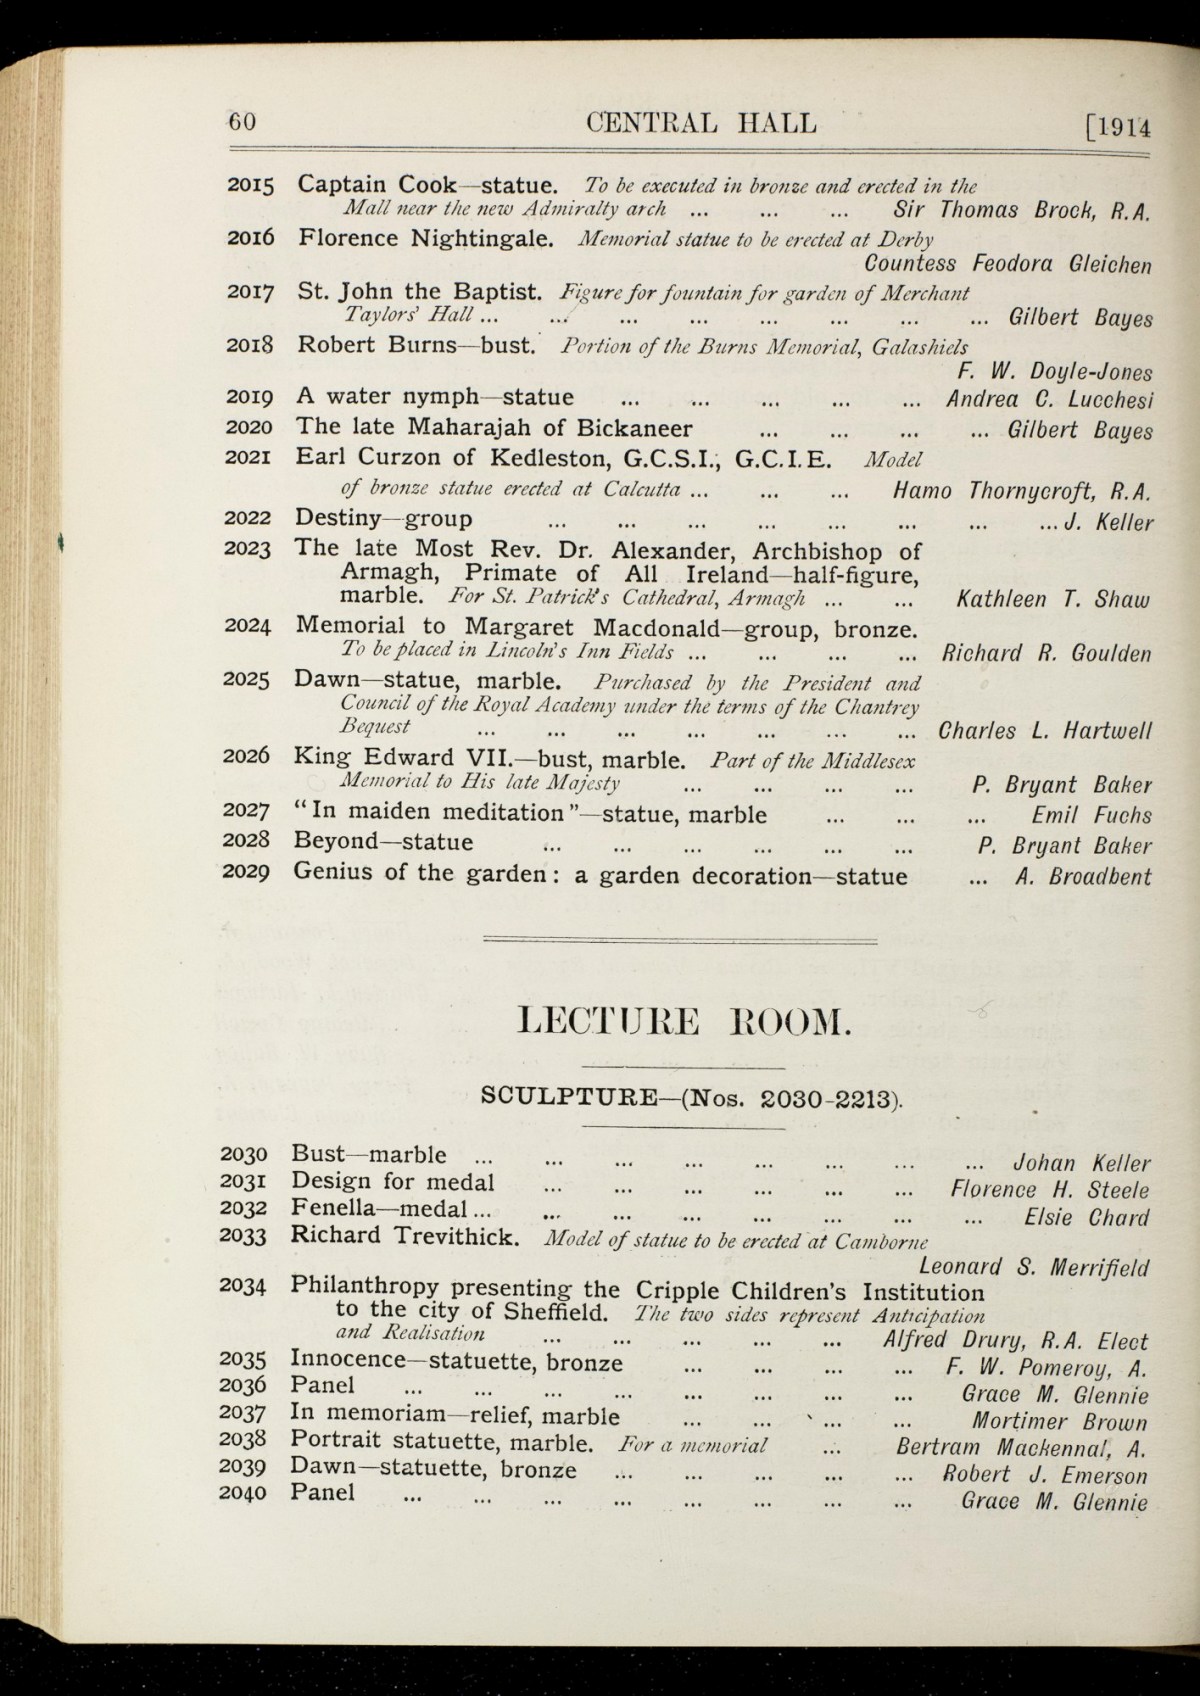 60 CENTRAL HALL [1914
2015 Captain Cook—statue. To be executed in bronze and erected in the
Mall near the new Admiralty arch ... ... ... Sir Thomas Brock, R.A.
2016 Florence Nightingale. Memorial statue to be erected at Derby
Countess Feodora Gleichen
2017 St. John the Baptist. Figure for fountain for garden of Merchant
Taylors' Hall ... ... ... ... ... ... ... ... Gilbert Bayes
2018 Robert Burns—bust. Portion of the Burns Memorial, Galashiels
F. W. Doyle-Jones
2019 A water nymph—statue ... ... ... ... ... Andrea C. Lucchesi
2020 The late Maharajah of Bickaneer ... ... ... ... Gilbert Bayes
2021 Earl Curzon of Kedleston, G.C.S.I., G.C.I.E. Model
of bronze statue erected at Calcutta ... ... ... Hamo Thornycroft, R.A.
2022 Destiny—group ... ... ... ... ... ... ... ... J. Keller
2023 The late Most Rev. Dr. Alexander, Archbishop of
Armagh, Primate of All Ireland—half-figure,
marble. For St. Patrick's Cathedral, Armagh ... ... Kathleen T. Shaw
2024 Memorial to Margaret Macdonald—group, bronze.
To be placed in Lincoln's Inn Fields ... ... ... ... Richard R. Goulden
2025 Dawn—statue, marble. Purchased by the President and
Council of the Royal Academy under the terms of the Chantrey
Bequest ... ... ... ... ... ... ... Charles L. Hartwell
2026 King Edward VII.—bust, marble. Part of the Middlesex
Memorial to His late Majesty ... ... ... ... P. Bryant Baker
2027 "In maiden meditation"—statue, marble ... ... ... Emil Fuchs
2028 Beyond—statue ... ... ... ... ... ... P. Bryant Baker
2029 Genius of the garden: a garden decoration—statue ... A. Broadbent
LECTURE ROOM.
SCULPTURE—(Nos. 2030-2213).
2030 Bust—marble ... ... ... ... ... ... ... ... Johan Keller
2031 Design for medal ... ... ... ... ... ... Florence H. Steele
2032 Fenella—medal ... ... ... ... ... ... ... ... Elsie Chard
2033 Richard Trevithick. Model of statue to be erected at Camborne
Leonard S. Merrifield
2034 Philanthropy presenting the Cripple Children's Institution
to the city of Sheffield. The two sides represent Anticipation
and Realisation ... ... ... ... ... Alfred Drury, R.A. Elect
2035 Innocence—statuette, bronze ... ... ... ... F. W. Pomeroy, A.
2036 Panel ... ... ... ... ... ... ... ... Grace M. Glennie
2037 In memoriam—relief, marble ... ... ... ... Mortimer Brown
2038 Portrait statuette, marble. For a memorial ... Bertram Mackennal, A.
2039 Dawn—statuette, bronze ... ... ... ... ... Robert J. Emerson
2040 Panel ... ... ... ... ... ... ... ... Grace M. Glennie